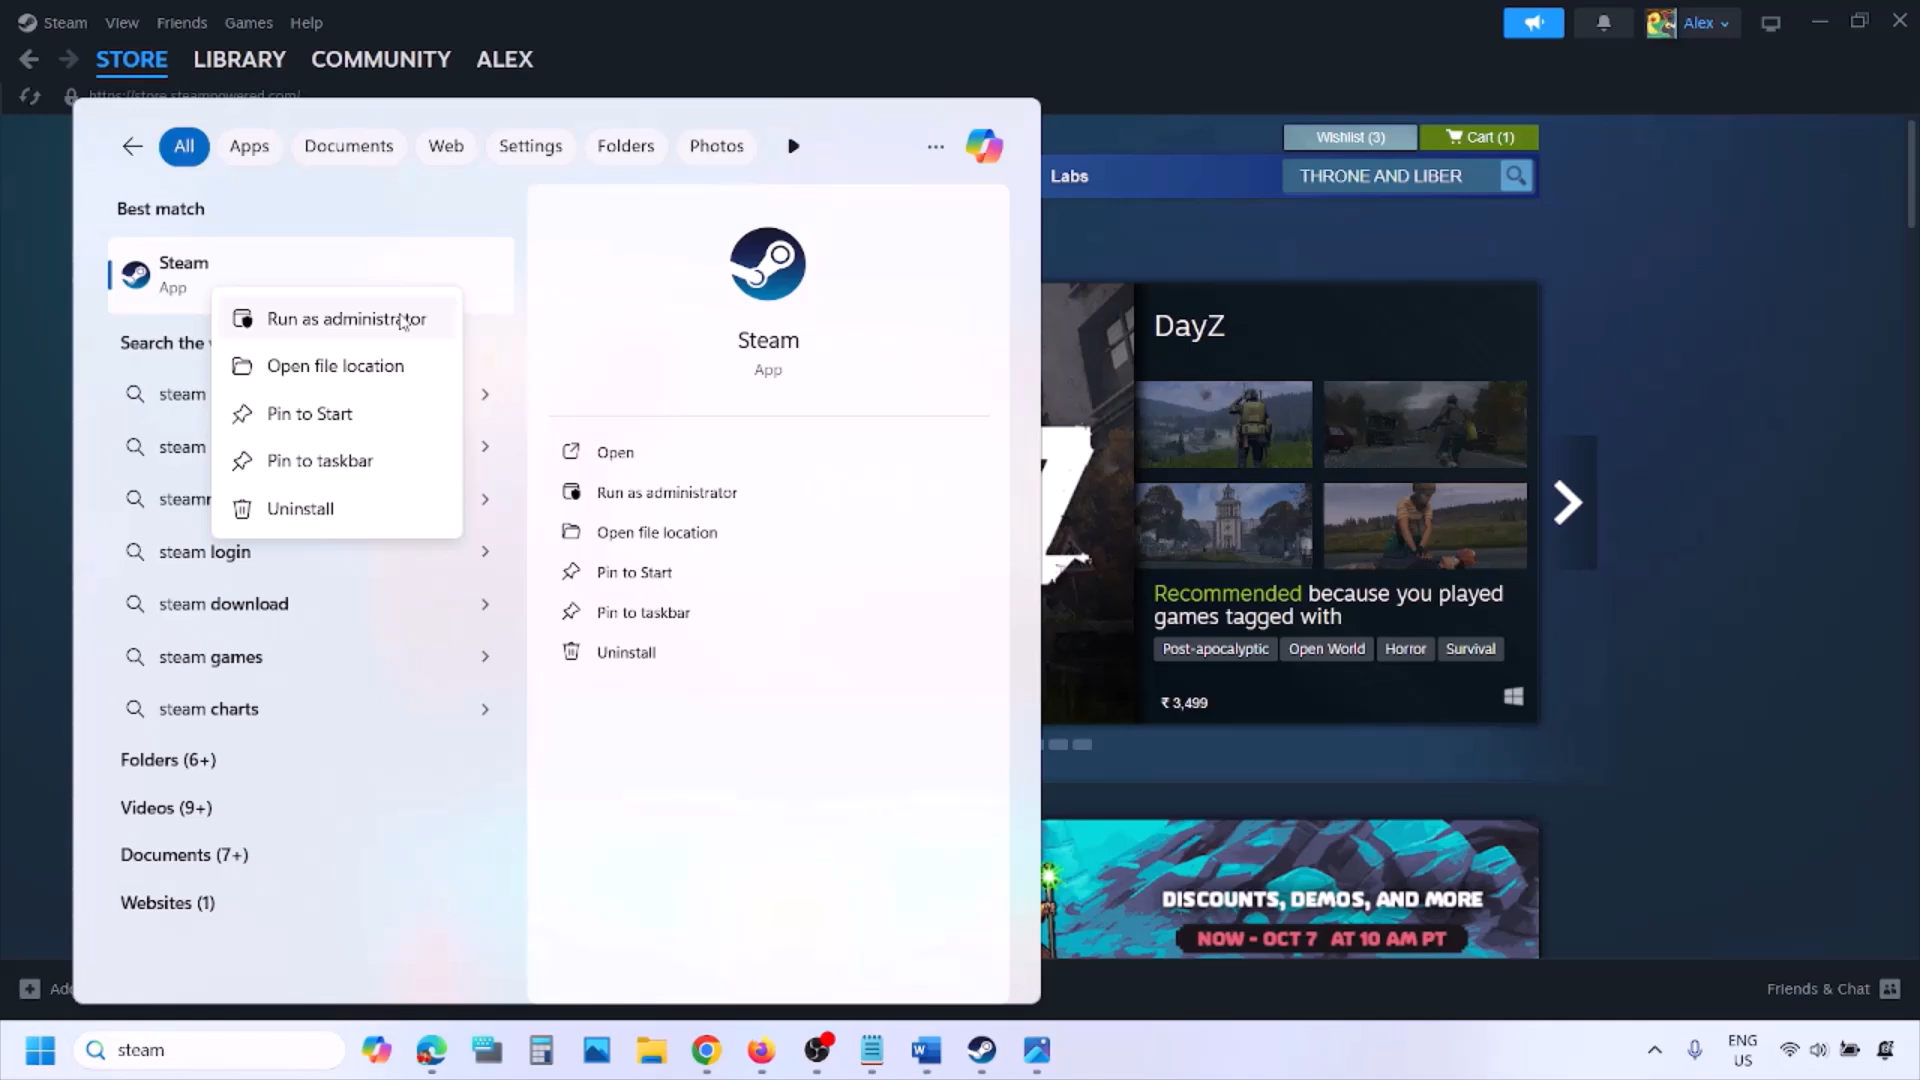 Steam View Friends Games Help
Alex
STORE LIBRARY COMMUNITY ALEX
https://store.steampowered.com/
All Apps Documents Web Settings Folders Photos
Wishlist (3) Cart (1)
Labs
THRONE AND LIBER
Best match
Steam
App
Run as administrator
Open file location
Pin to Start
Pin to taskbar
Uninstall
Search the
steam
steam
steam login
steam download
steam games
steam charts
Folders (6+)
Videos (9+)
Documents (7+)
Websites (1)
Steam
App
Open
Run as administrator
Open file location
Pin to Start
Pin to taskbar
Uninstall
DayZ
Recommended because you played
games tagged with
Post-apocalyptic Open World Horror Survival
₹ 3,499
DISCOUNTS, DEMOS, AND MORE
NOW - OCT 7 AT 10 AM PT
Friends & Chat
steam
ENG
US